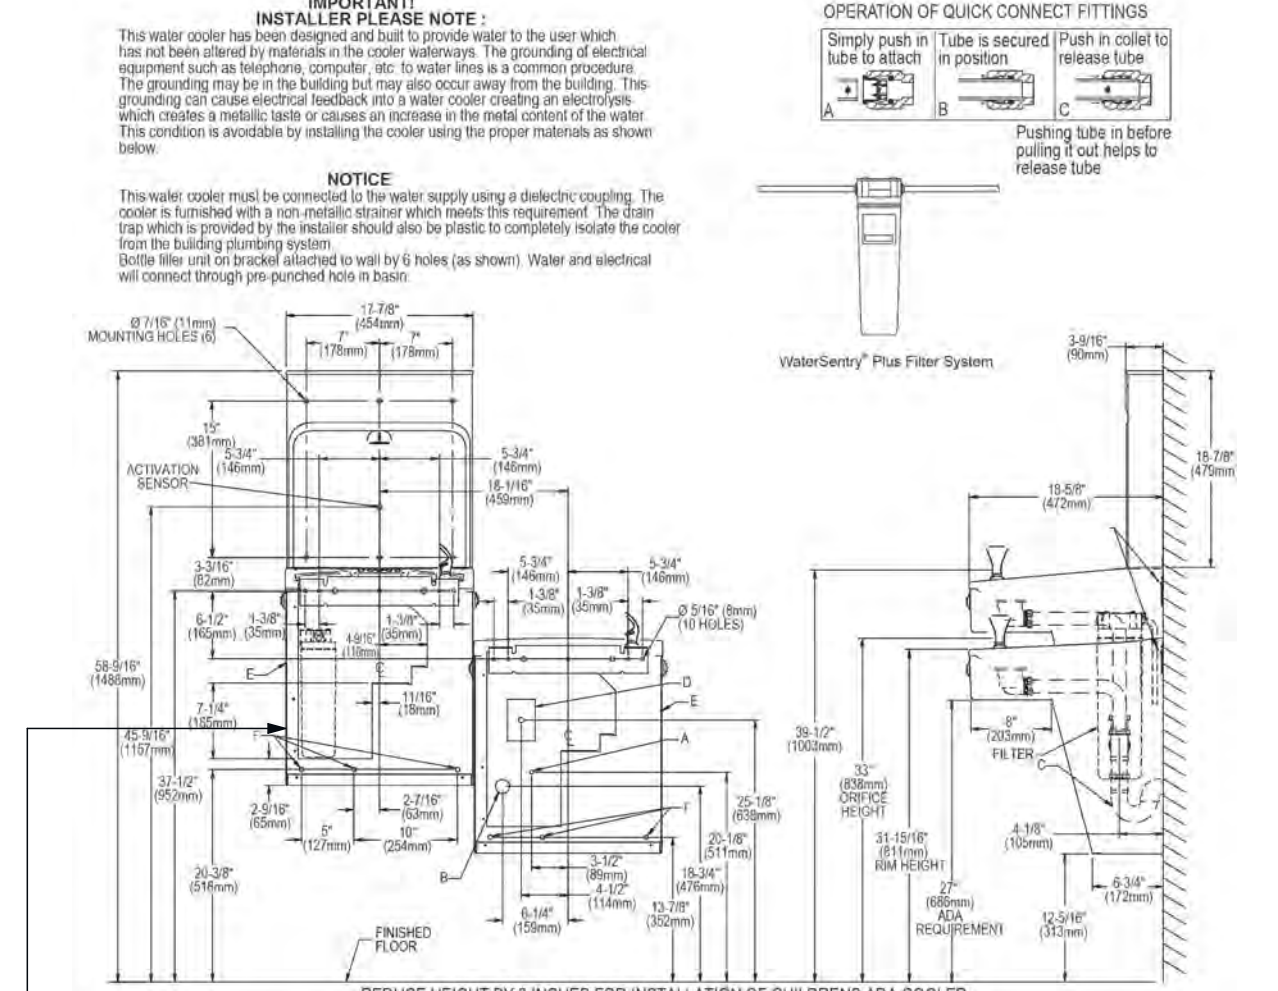 IMPORTANT!
INSTALLER PLEASE NOTE :
This water cooler has been designed and built to provide water to the user which
has not been altered by materials in the cooler waterways. The grounding of electrical
equipment such as telephone, computer, etc. to water lines is a common procedure.
The grounding may be in the building but may also occur away from the building. This
grounding can cause electrical feedback into a water cooler creating an electrolysis
which creates a metallic taste or causes an increase in the metal content of the water.
This condition is avoidable by installing the cooler using the proper materials as shown
below.
NOTICE
This water cooler must be connected to the water supply using a dielectric coupling. The
cooler is furnished with a non-metallic strainer which meets this requirement. The drain
trap which is provided by the installer should also be plastic to completely isolate the cooler
from the building plumbing system.
Bottle filler unit on bracket attached to wall by 6 holes (as shown). Water and electrical
will connect through pre-punched hole in basin.
OPERATION OF QUICK CONNECT FITTINGS
Simply push in
tube to attach
A
Tube is secured
in position
B
Push in collet to
release tube
C
Pushing tube in before
pulling it out helps to
release tube
WaterSentry® Plus Filter System
Ø 7/16" (11mm)
MOUNTING HOLES (6)
17-7/8"
(454mm)
7"
(178mm)
7"
(178mm)
15"
(381mm)
5-3/4"
(146mm)
5-3/4"
(146mm)
ACTIVATION
SENSOR
18-1/16"
(459mm)
3-3/16"
(82mm)
6-1/2"
(165mm)
1-3/8"
(35mm)
1-3/8"
(35mm)
4-9/16"
(116mm)
C
E
58-9/16"
(1488mm)
7-1/4"
(185mm)
11/16"
(18mm)
45-9/16"
(1157mm)
F
37-1/2"
(952mm)
2-9/16"
(65mm)
2-7/16"
(63mm)
5"
(127mm)
10"
(254mm)
20-3/8"
(518mm)
FINISHED
FLOOR
5-3/4"
(146mm)
5-3/4"
(146mm)
1-3/8"
(35mm)
1-3/8"
(35mm)
Ø 5/16" (8mm)
(10 HOLES)
D
E
C
A
F
B
3-1/2"
(89mm)
4-1/2"
(114mm)
6-1/4"
(159mm)
25-1/8"
(638mm)
20-1/8"
(511mm)
18-3/4"
(476mm)
13-7/8"
(352mm)
3-9/16"
(90mm)
18-7/8"
(479mm)
18-5/8"
(472mm)
39-1/2"
(1003mm)
8"
(203mm)
FILTER
C
33"
(838mm)
ORIFICE
HEIGHT
31-15/16"
(811mm)
RIM HEIGHT
4-1/8"
(105mm)
6-3/4"
(172mm)
27"
(686mm)
ADA
REQUIREMENT
12-5/16"
(313mm)
REDUCE HEIGHT BY 3 INCHES FOR INSTALLATION OF CHILDRENS ADA COOLER